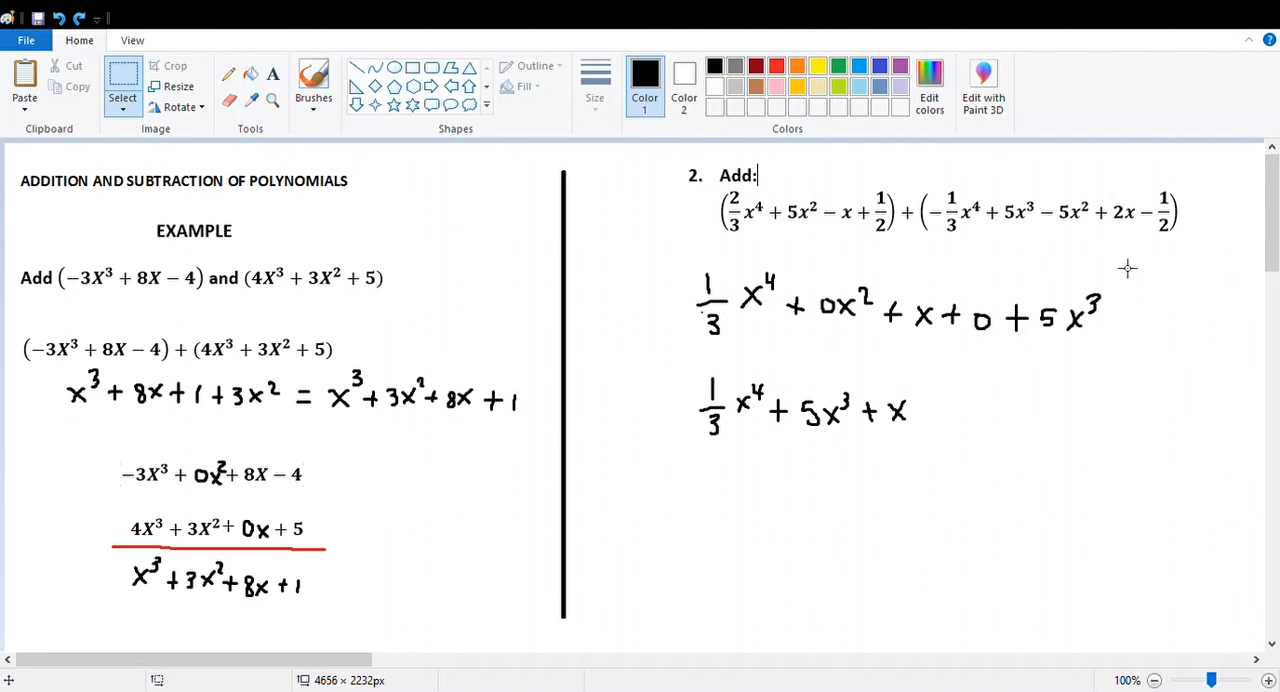 File Home View
Paste Cut Copy Select Crop Resize Rotate A Brushes Outline Fill Size Color 1 Color 2 Edit colors Edit with Paint 3D
Clipboard Image Tools Shapes Colors
ADDITION AND SUBTRACTION OF POLYNOMIALS
EXAMPLE
Add (−3X³ + 8X − 4) and (4X³ + 3X² + 5)
(−3X³ + 8X − 4) + (4X³ + 3X² + 5)
x³ + 8x + 1 + 3x² = x³ + 3x² + 8x + 1
−3X³ + 0x² + 8X − 4
4X³ + 3X² + 0x + 5
x³ + 3x² + 8x + 1
2. Add:
(2/3 x⁴ + 5x² − x + 1/2) + (−1/3 x⁴ + 5x³ − 5x² + 2x − 1/2)
1/3 x⁴ + 0x² + x + 0 + 5x³
1/3 x⁴ + 5x³ + x
4656 × 2232px 100%